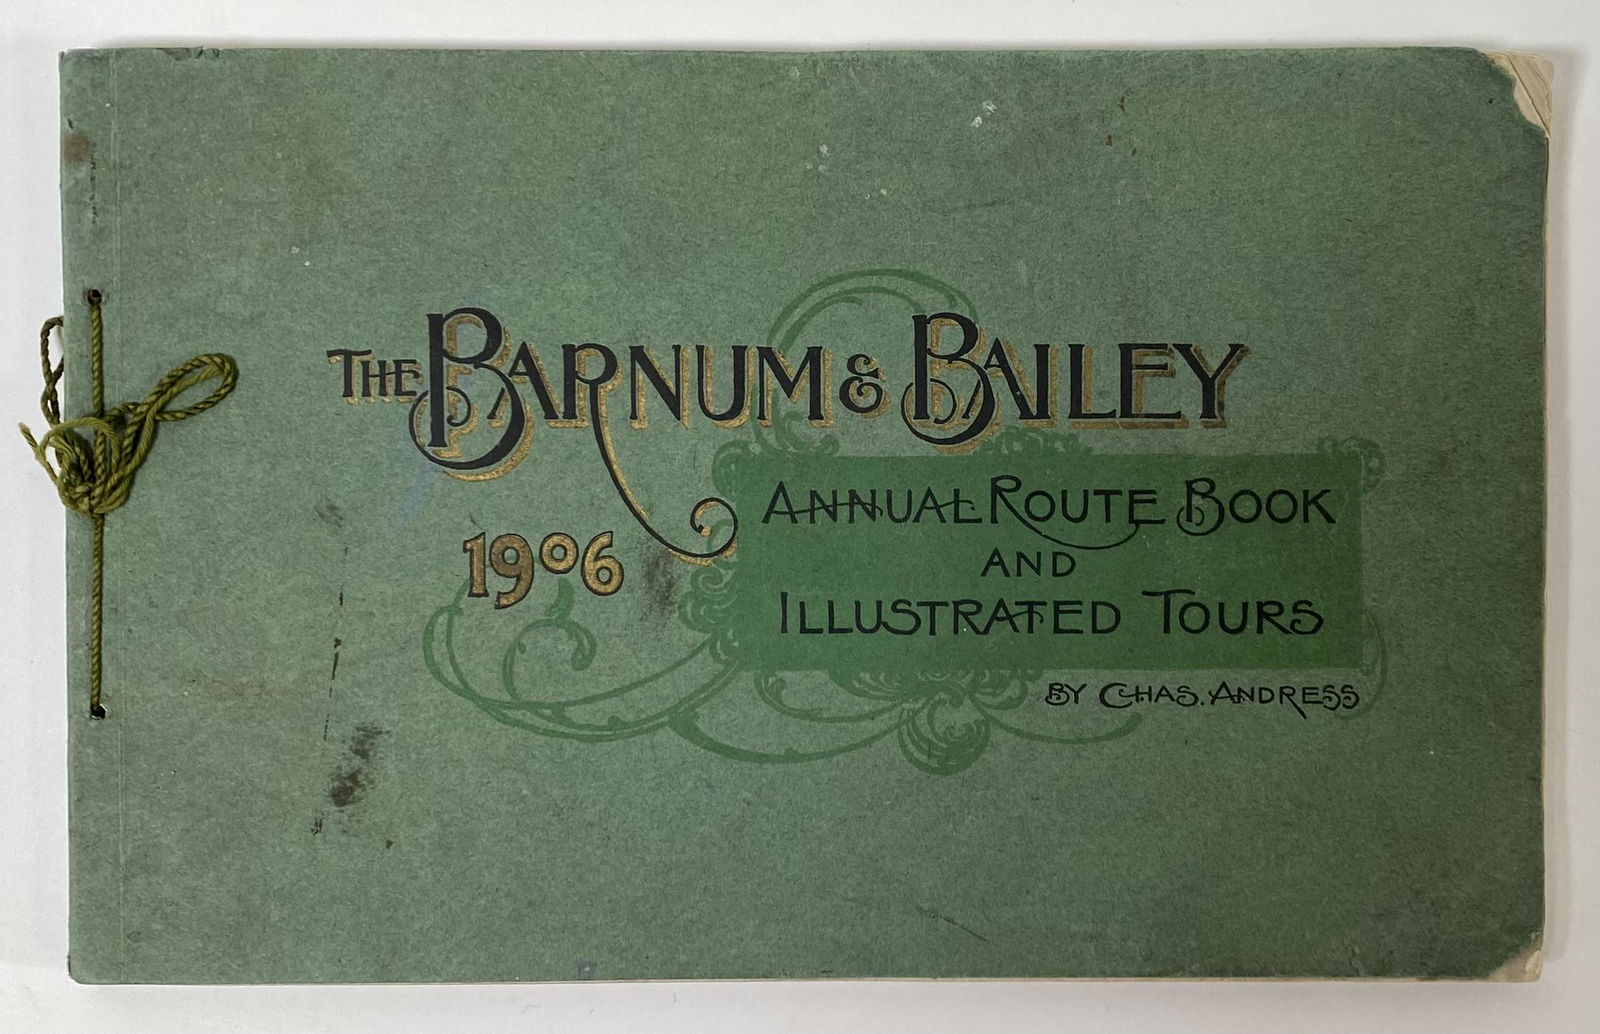 THE BARNUM & BAILEY
ANNUAL ROUTE BOOK
1906
AND
ILLUSTRATED TOURS
BY CHAS. ANDRESS